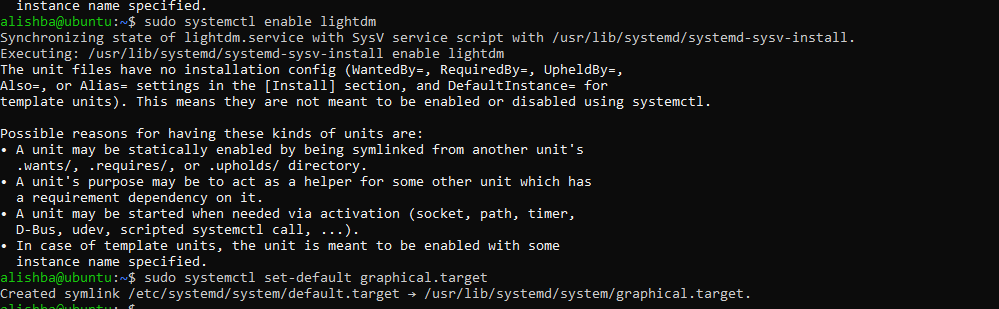 instance name specified.
alishba@ubuntu:~$ sudo systemctl enable lightdm
Synchronizing state of lightdm.service with SysV service script with /usr/lib/systemd/systemd-sysv-install.
Executing: /usr/lib/systemd/systemd-sysv-install enable lightdm
The unit files have no installation config (WantedBy=, RequiredBy=, UpheldBy=,
Also=, or Alias= settings in the [Install] section, and DefaultInstance= for
template units). This means they are not meant to be enabled or disabled using systemctl.

Possible reasons for having these kinds of units are:
• A unit may be statically enabled by being symlinked from another unit's
  .wants/, .requires/, or .upholds/ directory.
• A unit's purpose may be to act as a helper for some other unit which has
  a requirement dependency on it.
• A unit may be started when needed via activation (socket, path, timer,
  D-Bus, udev, scripted systemctl call, ...).
• In case of template units, the unit is meant to be enabled with some
  instance name specified.
alishba@ubuntu:~$ sudo systemctl set-default graphical.target
Created symlink /etc/systemd/system/default.target → /usr/lib/systemd/system/graphical.target.
alishba@ubuntu:~$